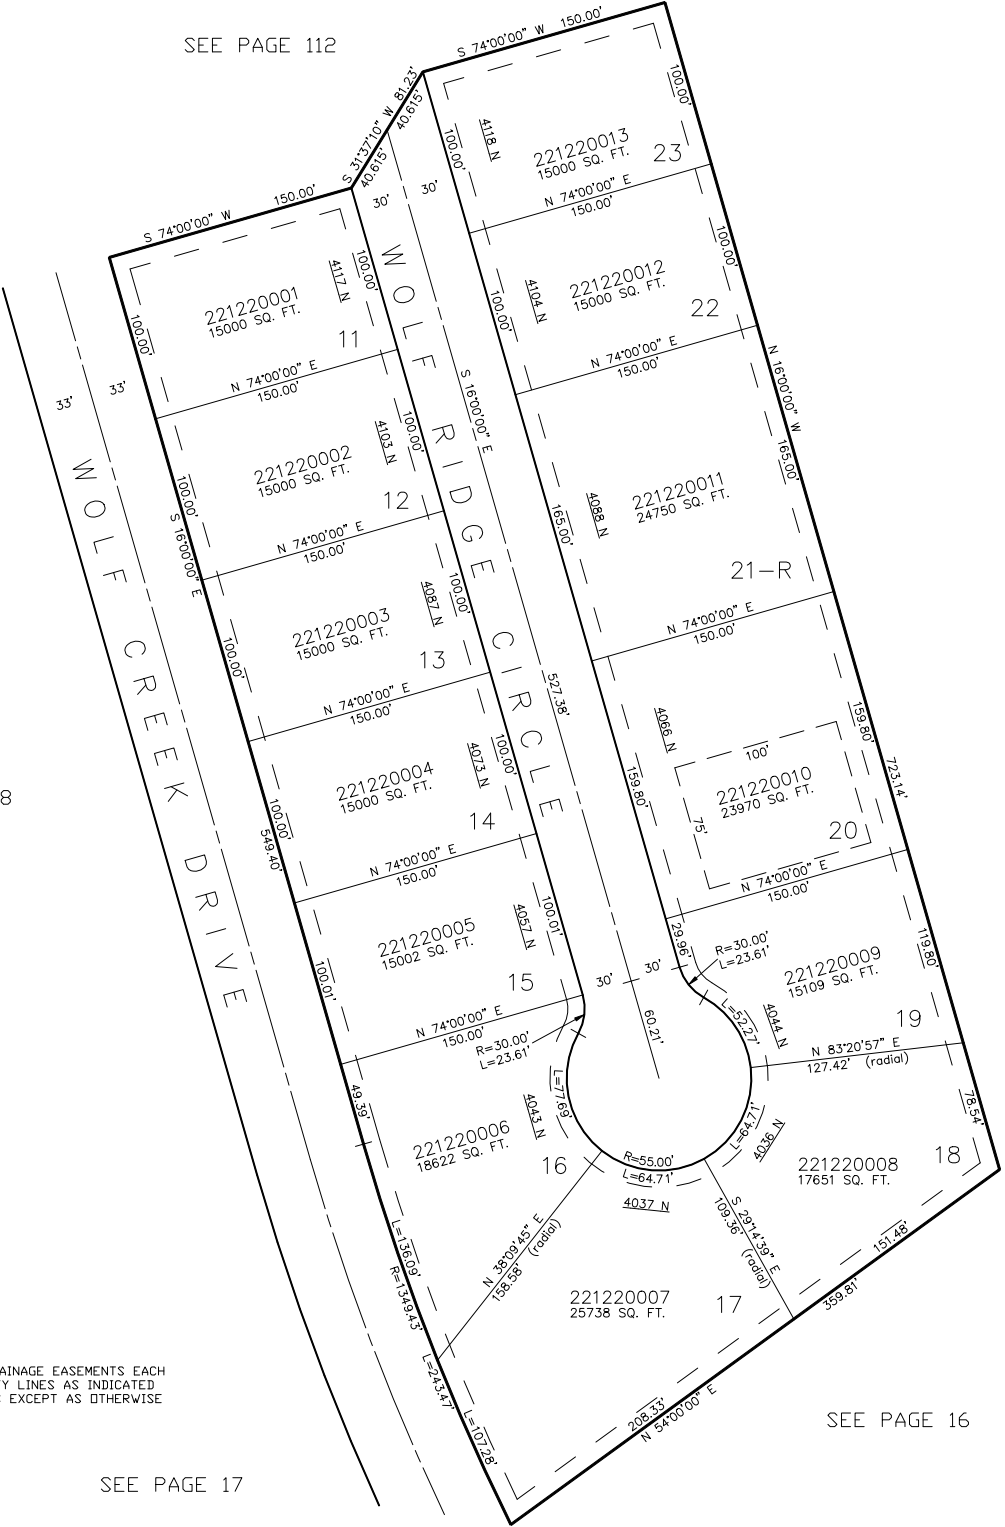 SEE PAGE 112
S 74°00'00" W 150.00'
S 31°37'10" W 81.23'
40.615' 40.615'
30' 30'
4118 N
100.00'
100.00'
221220013
15000 SQ. FT.
23
N 74°00'00" E
150.00'
S 74°00'00" W 150.00'
4117 N
100.00'
100.00'
221220001
15000 SQ. FT.
11
N 74°00'00" E
150.00'
4104 N
100.00'
100.00'
221220012
15000 SQ. FT.
22
N 74°00'00" E
150.00'
33' 33'
WOLF CREEK DRIVE
WOLF RIDGE CIRCLE
S 16°00'00" E
527.38'
N 16°00'00" W
723.14'
4103 N
100.00'
100.00'
221220002
15000 SQ. FT.
12
N 74°00'00" E
150.00'
S 16°00'00" E
549.40'
4088 N
165.00'
165.00'
221220011
24750 SQ. FT.
21-R
N 74°00'00" E
150.00'
4087 N
100.00'
100.00'
221220003
15000 SQ. FT.
13
N 74°00'00" E
150.00'
4073 N
100.00'
100.00'
221220004
15000 SQ. FT.
14
N 74°00'00" E
150.00'
4066 N
159.80'
159.80'
100'
75'
221220010
23970 SQ. FT.
20
N 74°00'00" E
150.00'
8
4057 N
100.01'
100.01'
221220005
15002 SQ. FT.
15
N 74°00'00" E
150.00'
30' 30'
60.21'
29.96'
R=30.00'
L=23.61'
R=30.00'
L=23.61'
L=52.27'
4044 N
119.80'
221220009
15109 SQ. FT.
19
N 83°20'57" E
127.42' (radial)
49.39'
L=77.69'
4043 N
221220006
18622 SQ. FT.
16
R=55.00'
L=64.71'
4037 N
L=64.71'
4036 N
78.54'
221220008
17651 SQ. FT.
18
L=136.09'
R=1349.43'
L=243.47'
L=107.28'
N 38°09'45" E
158.58' (radial)
S 29°14'39" E
109.36' (radial)
221220007
25738 SQ. FT.
17
151.48'
359.81'
208.33'
N 54°00'00" E
AINAGE EASEMENTS EACH
Y LINES AS INDICATED
EXCEPT AS OTHERWISE
SEE PAGE 16
SEE PAGE 17